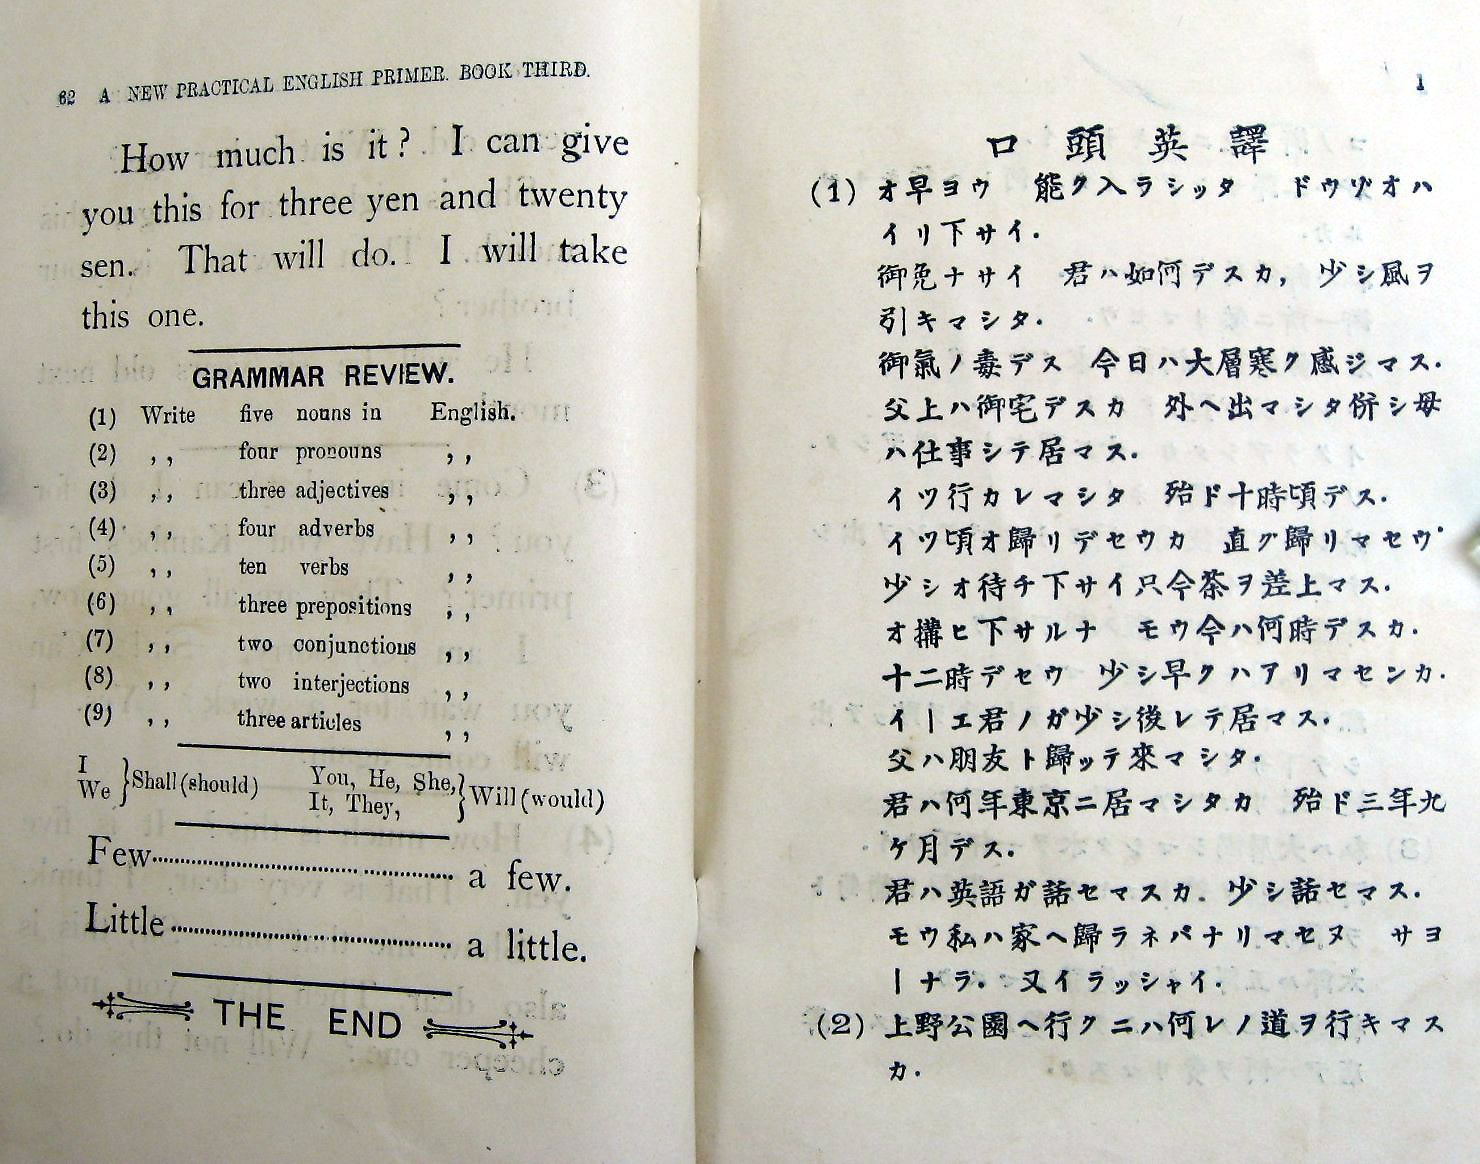 62 A NEW PRACTICAL ENGLISH PRIMER. BOOK THIRD.
How much is it? I can give
you this for three yen and twenty
sen. That will do. I will take
this one.
GRAMMAR REVIEW.
(1) Write five nouns in English.
(2) ,, four pronouns ,,
(3) ,, three adjectives ,,
(4) ,, four adverbs ,,
(5) ,, ten verbs ,,
(6) ,, three prepositions ,,
(7) ,, two conjunctions ,,
(8) ,, two interjections ,,
(9) ,, three articles ,,
I
We } Shall (should) You, He, She,
It, They, } Will (would)
Few.......................... a few.
Little.......................... a little.
THE END
1
口頭英譯
(1) オ早ヨウ 能ク入ラシッタ ドウゾオハ
イリ下サイ.
御免ナサイ 君ハ如何デスカ, 少シ風ヲ
引キマシタ.
御氣ノ毒デス 今日ハ大層寒ク感ジマス.
父上ハ御宅デスカ 外ヘ出マシタ併シ母
ハ仕事シテ居マス.
イツ行カレマシタ 殆ド十時頃デス.
イツ頃オ歸リデセウカ 直グ歸リマセウ.
少シオ待チ下サイ只今茶ヲ差上マス.
オ搆ヒ下サルナ モウ今ハ何時デスカ.
十二時デセウ 少シ早クハアリマセンカ.
イーエ君ノガ少シ後レテ居マス.
父ハ朋友ト歸ッテ來マシタ.
君ハ何年東京ニ居マシタカ 殆ド三年九
ケ月デス.
君ハ英語ガ話セマスカ. 少シ話セマス.
モウ私ハ家ヘ歸ラネバナリマセヌ サヨ
ーナラ. 又イラッシャイ.
(2) 上野公園ヘ行クニハ何レノ道ヲ行キマス
カ.